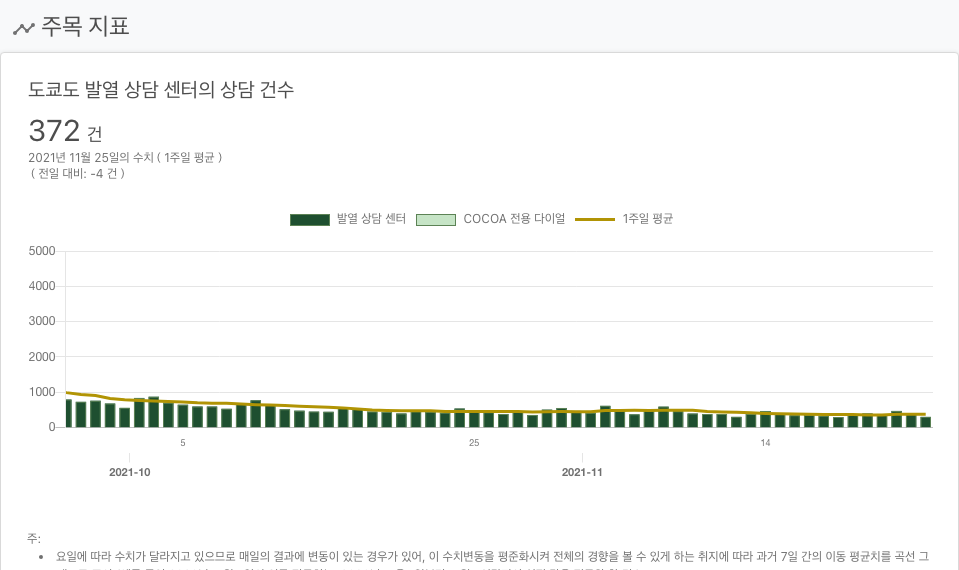 주목 지표
도쿄도 발열 상담 센터의 상담 건수
372 건
2021년 11월 25일의 수치 ( 1주일 평균 )
( 전일 대비: -4 건 )
발열 상담 센터 COCOA 전용 다이얼 1주일 평균
5000
4000
3000
2000
1000
0
5 25 14
2021-10 2021-11
주:
• 요일에 따라 수치가 달라지고 있으므로 매일의 결과에 변동이 있는 경우가 있어, 이 수치변동을 평준화시켜 전체의 경향을 볼 수 있게 하는 취지에 따라 과거 7일 간의 이동 평균치를 곡선 그